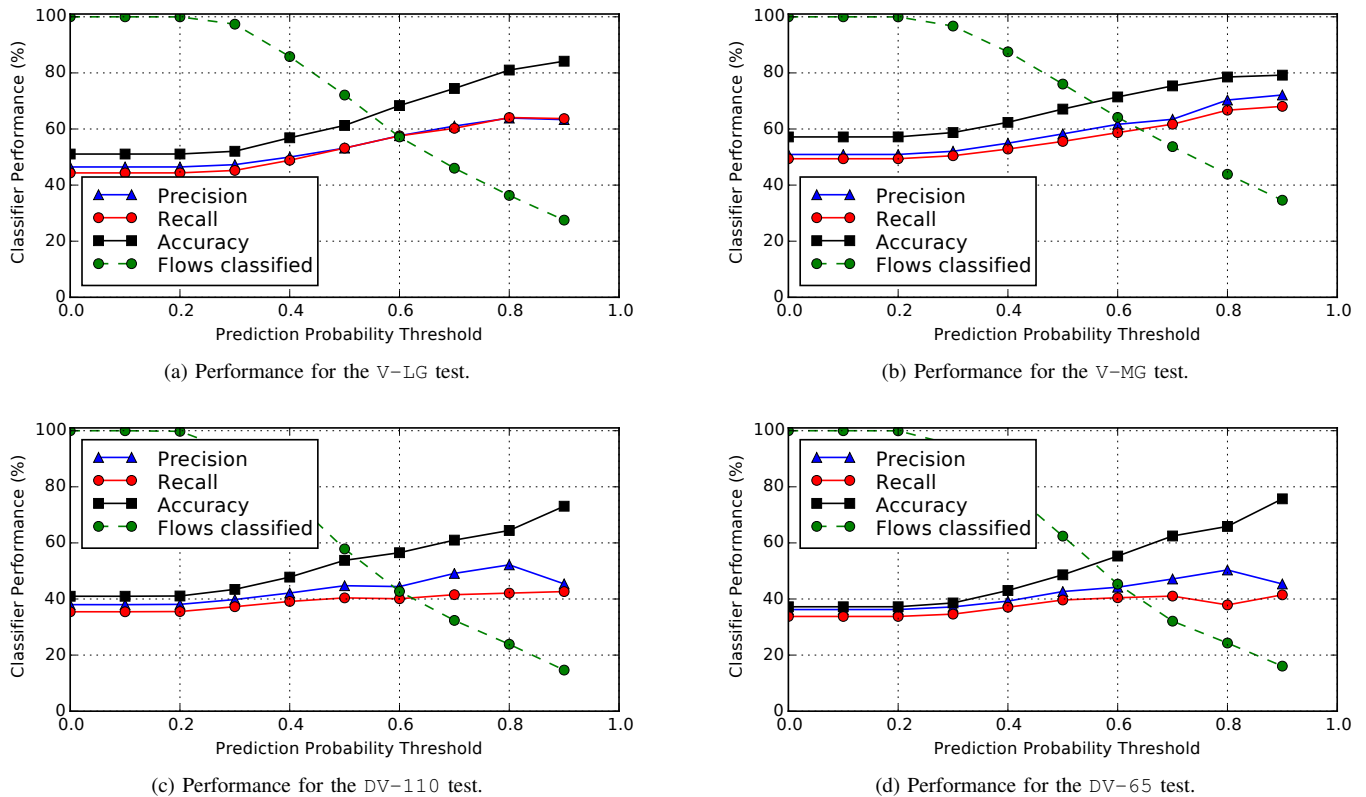 100
80
60
40
20
0
Classifier Performance (%)
Precision
Recall
Accuracy
Flows classified
0.0 0.2 0.4 0.6 0.8 1.0
Prediction Probability Threshold
(a) Performance for the V-LG test.
100
80
60
40
20
0
Classifier Performance (%)
Precision
Recall
Accuracy
Flows classified
0.0 0.2 0.4 0.6 0.8 1.0
Prediction Probability Threshold
(b) Performance for the V-MG test.
100
80
60
40
20
0
Classifier Performance (%)
Precision
Recall
Accuracy
Flows classified
0.0 0.2 0.4 0.6 0.8 1.0
Prediction Probability Threshold
(c) Performance for the DV-110 test.
100
80
60
40
20
0
Classifier Performance (%)
Precision
Recall
Accuracy
Flows classified
0.0 0.2 0.4 0.6 0.8 1.0
Prediction Probability Threshold
(d) Performance for the DV-65 test.